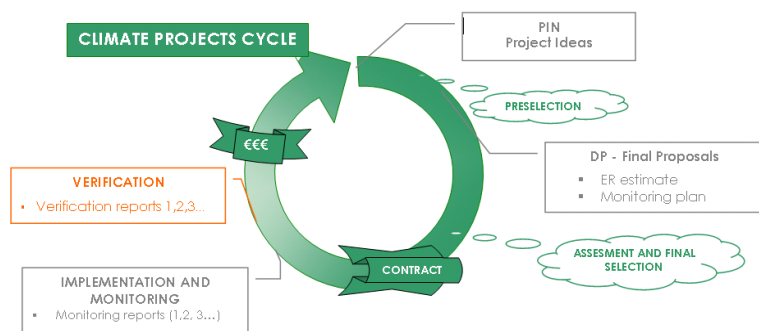 CLIMATE PROJECTS CYCLE
PIN
Project Ideas
PRESELECTION
DP - Final Proposals
▪ ER estimate
▪ Monitoring plan
ASSESMENT AND FINAL
SELECTION
CONTRACT
IMPLEMENTATION AND
MONITORING
▪ Monitoring reports (1,2, 3...)
VERIFICATION
▪ Verification reports 1,2,3...
€€€